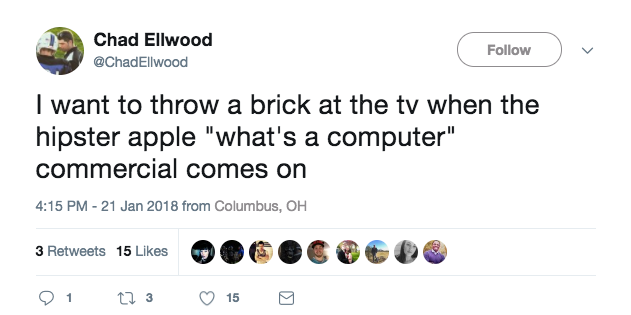 Chad Ellwood
@ChadEllwood
Follow
I want to throw a brick at the tv when the
hipster apple "what's a computer"
commercial comes on
4:15 PM - 21 Jan 2018 from Columbus, OH
3 Retweets 15 Likes
1 3 15